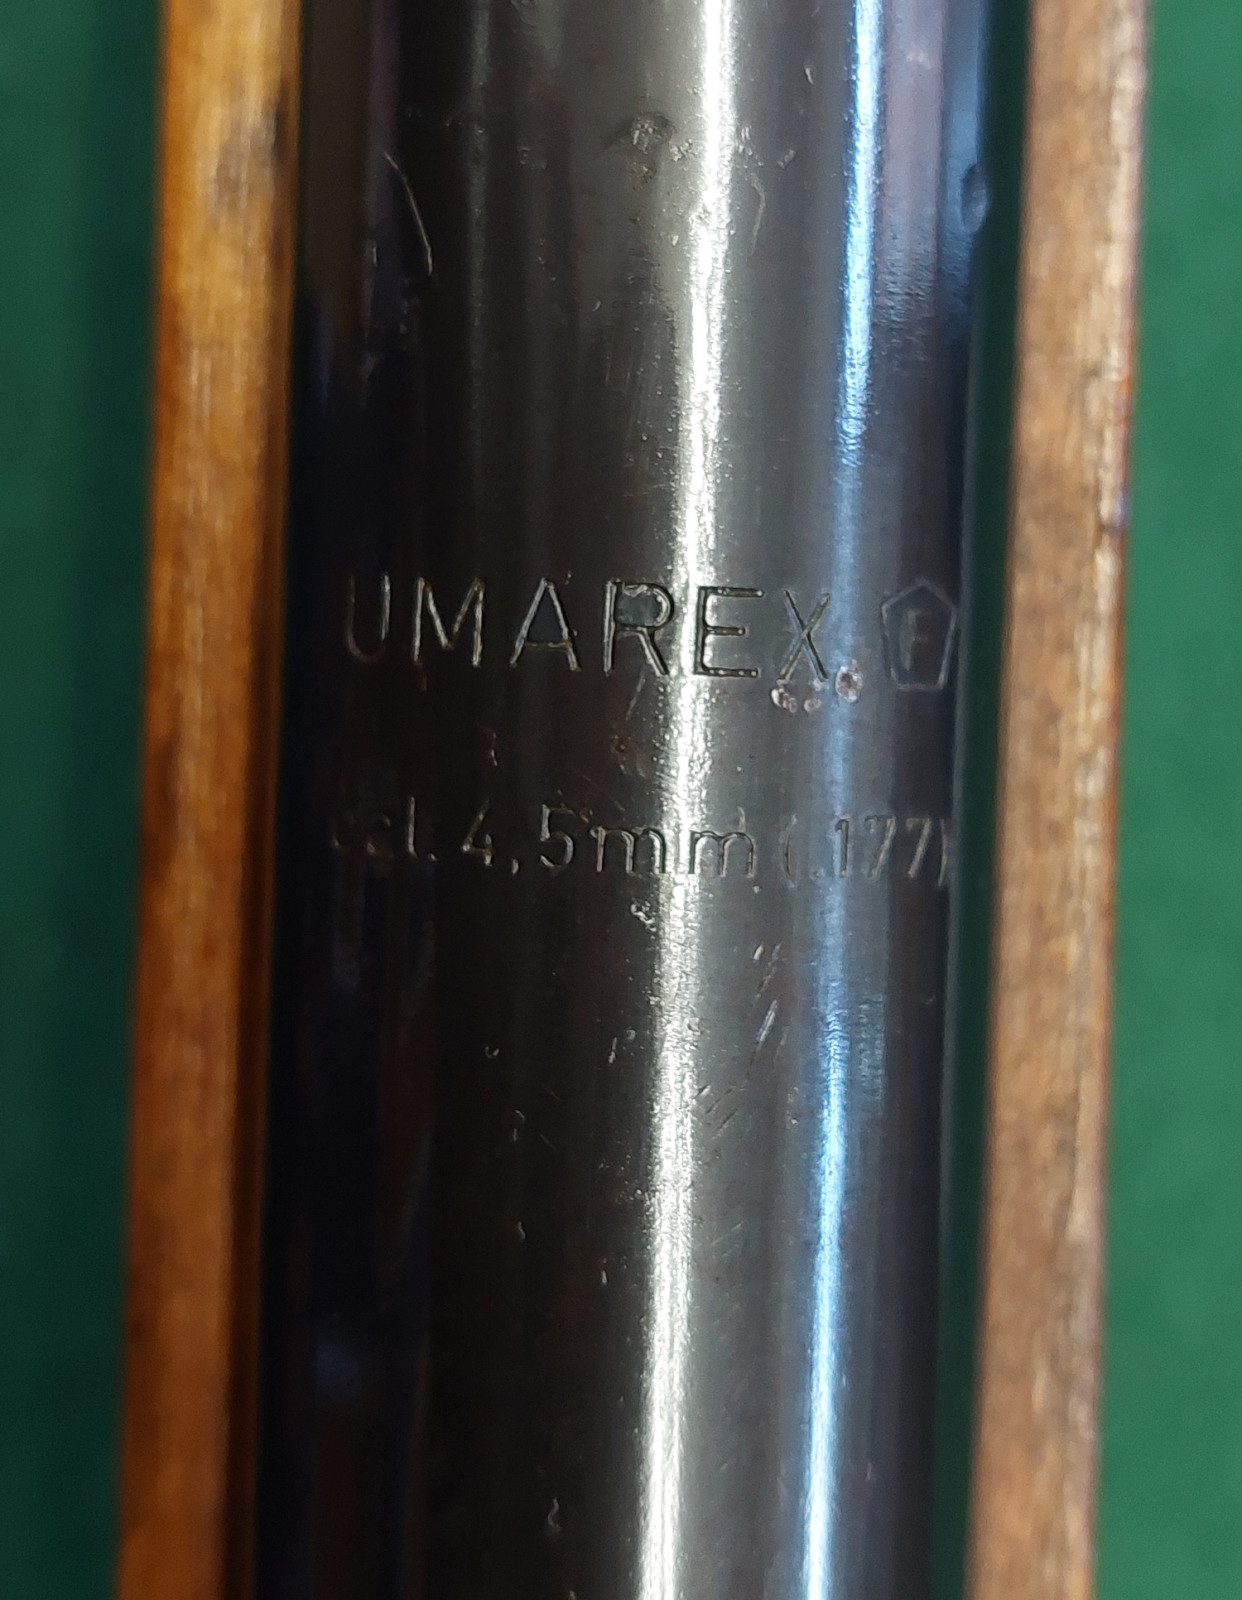 UMAREX F
Cal. 4,5mm (.177)